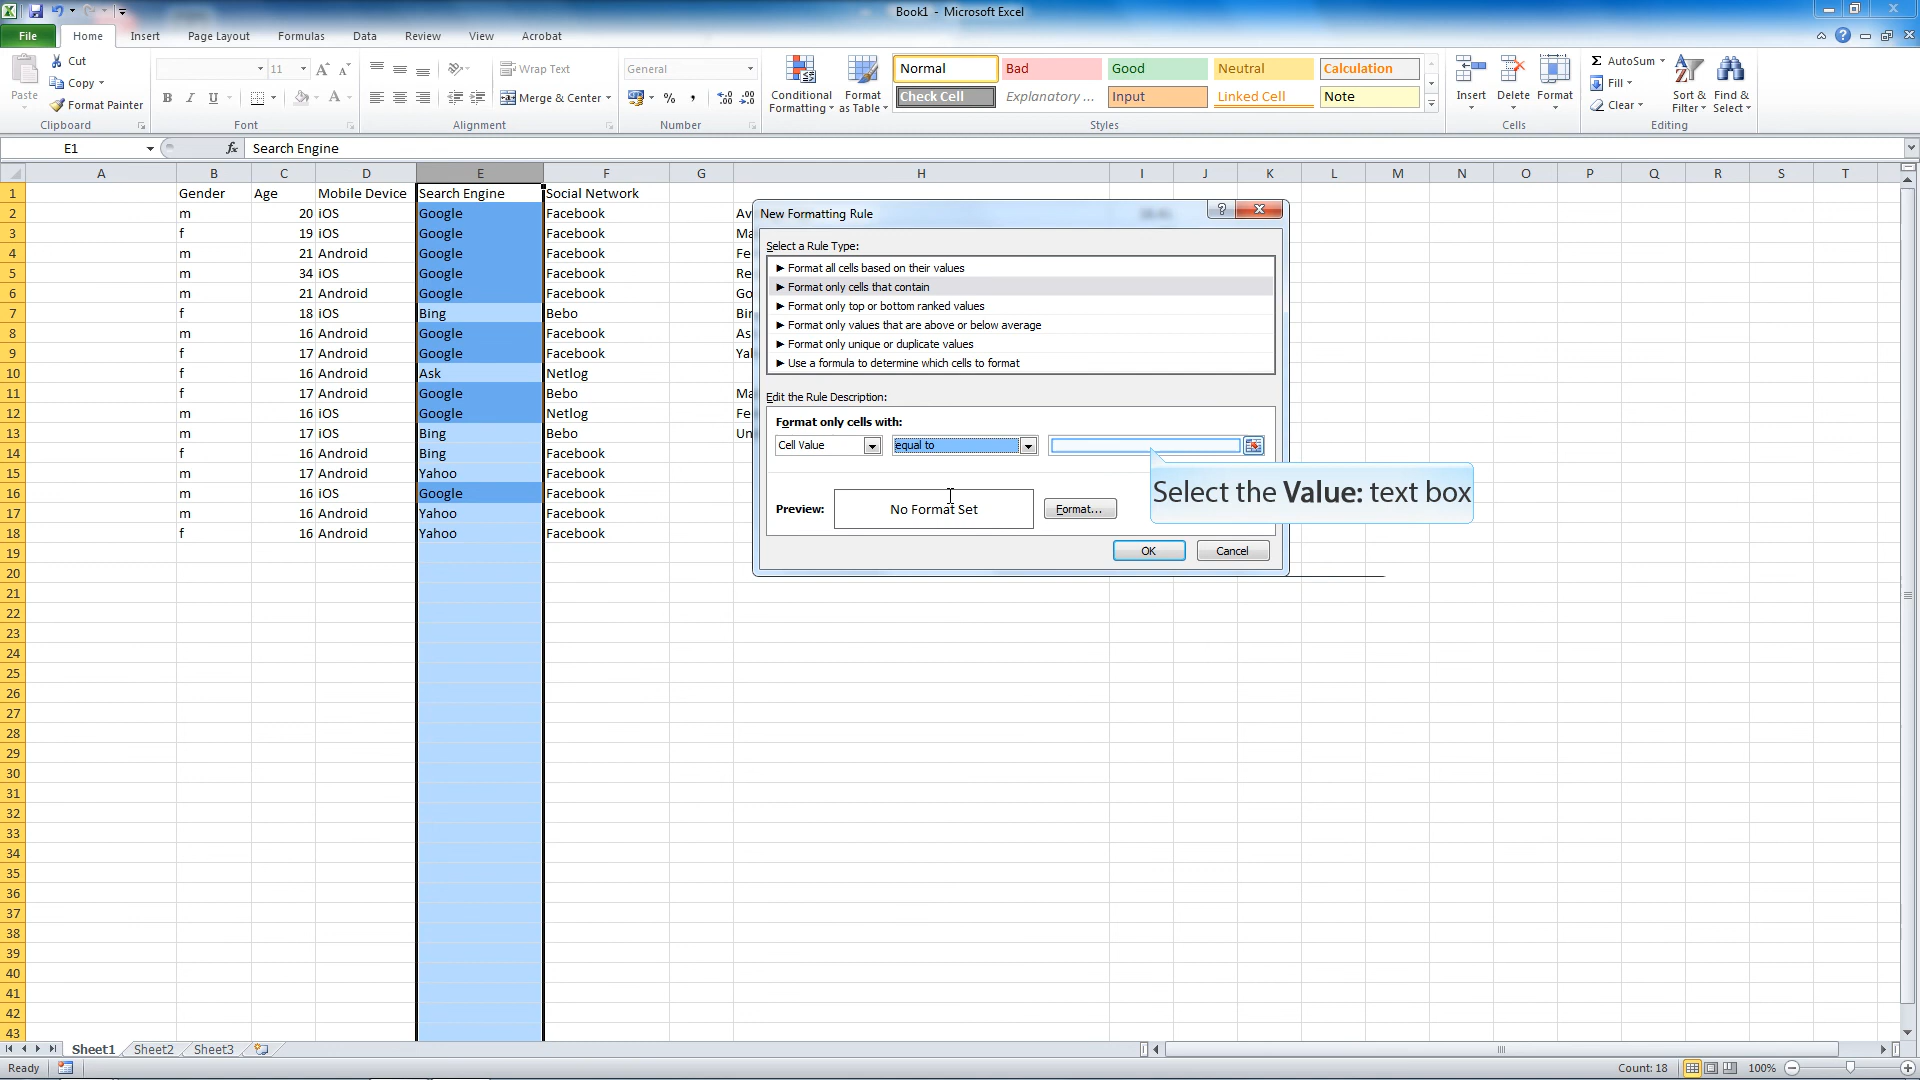 Book1 - Microsoft Excel
File Home Insert Page Layout Formulas Data Review View Acrobat
Paste Cut Copy Format Painter Clipboard
11 A A B I U A Font
Wrap Text Merge & Center Alignment
General % , Number
Conditional Formatting Format as Table
Normal Bad Good Neutral Calculation
Check Cell Explanatory ... Input Linked Cell Note
Styles
Insert Delete Format Cells
AutoSum Fill Clear Sort & Filter Find & Select Editing
E1 fx Search Engine
A B C D E F G H I J K L M N O P Q R S T
1 Gender Age Mobile Device Search Engine Social Network
2 m 20 iOS Google Facebook Av
3 f 19 iOS Google Facebook Ma
4 m 21 Android Google Facebook Fe
5 m 34 iOS Google Facebook Re
6 m 21 Android Google Facebook Go
7 f 18 iOS Bing Bebo Bin
8 m 16 Android Google Facebook As
9 f 17 Android Google Facebook Yal
10 f 16 Android Ask Netlog
11 f 17 Android Google Bebo Ma
12 m 16 iOS Google Netlog Fe
13 m 17 iOS Bing Bebo Un
14 f 16 Android Bing Facebook
15 m 17 Android Yahoo Facebook
16 m 16 iOS Google Facebook
17 m 16 Android Yahoo Facebook
18 f 16 Android Yahoo Facebook
19
20
21
22
23
24
25
26
27
28
29
30
31
32
33
34
35
36
37
38
39
40
41
42
43
New Formatting Rule
Select a Rule Type:
► Format all cells based on their values
► Format only cells that contain
► Format only top or bottom ranked values
► Format only values that are above or below average
► Format only unique or duplicate values
► Use a formula to determine which cells to format
Edit the Rule Description:
Format only cells with:
Cell Value equal to
Select the Value: text box
Preview: No Format Set Format...
OK Cancel
Sheet1 Sheet2 Sheet3
Ready Count: 18 100%